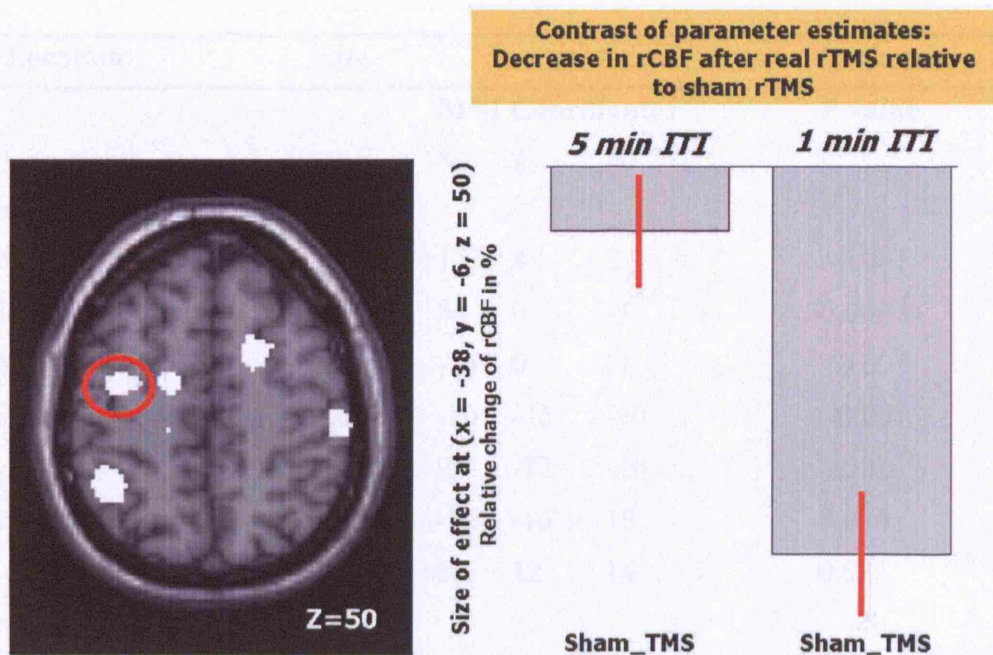 Contrast of parameter estimates:
Decrease in rCBF after real rTMS relative
to sham rTMS
5 min ITI
1 min ITI
Size of effect at (x = -38, y = -6, z = 50)
Relative change of rCBF in %
Z=50
Sham_TMS
Sham_TMS